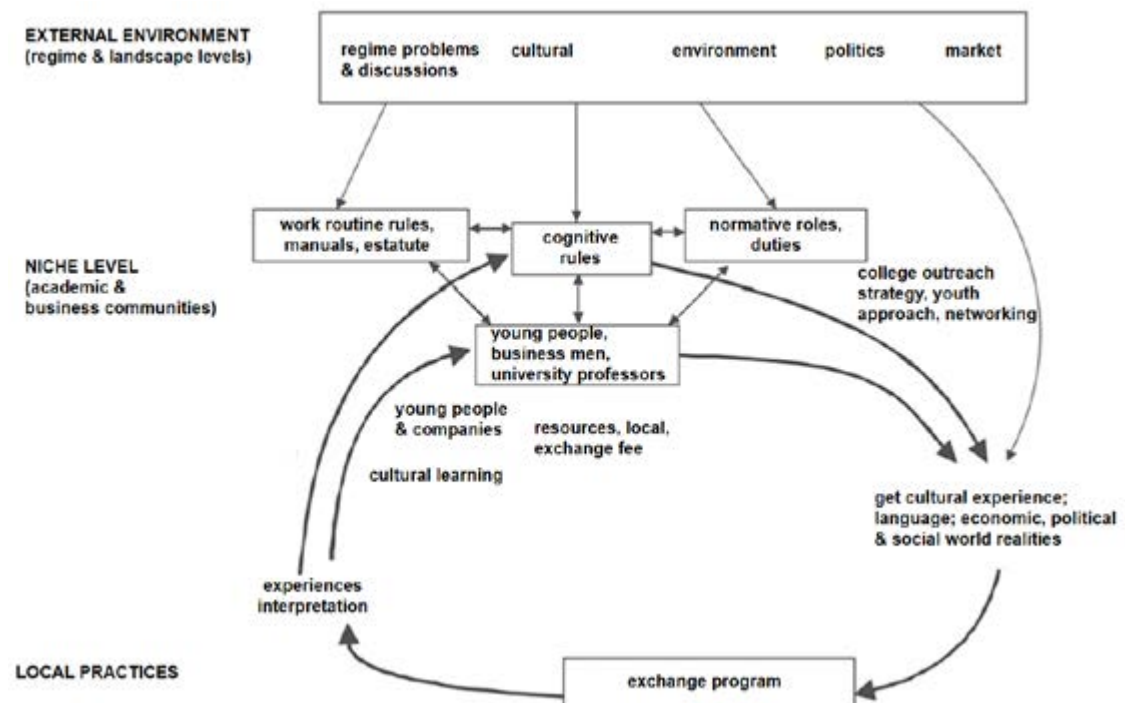 EXTERNAL ENVIRONMENT
(regime & landscape levels)
regime problems
& discussions
cultural
environment
politics
market
work routine rules,
manuals, estatute
cognitive
rules
normative roles,
duties
NICHE LEVEL
(academic &
business communities)
college outreach
strategy, youth
approach, networking
young people,
business men,
university professors
young people
& companies
resources, local,
exchange fee
cultural learning
get cultural experience;
language; economic, political
& social world realities
experiences
interpretation
LOCAL PRACTICES
exchange program